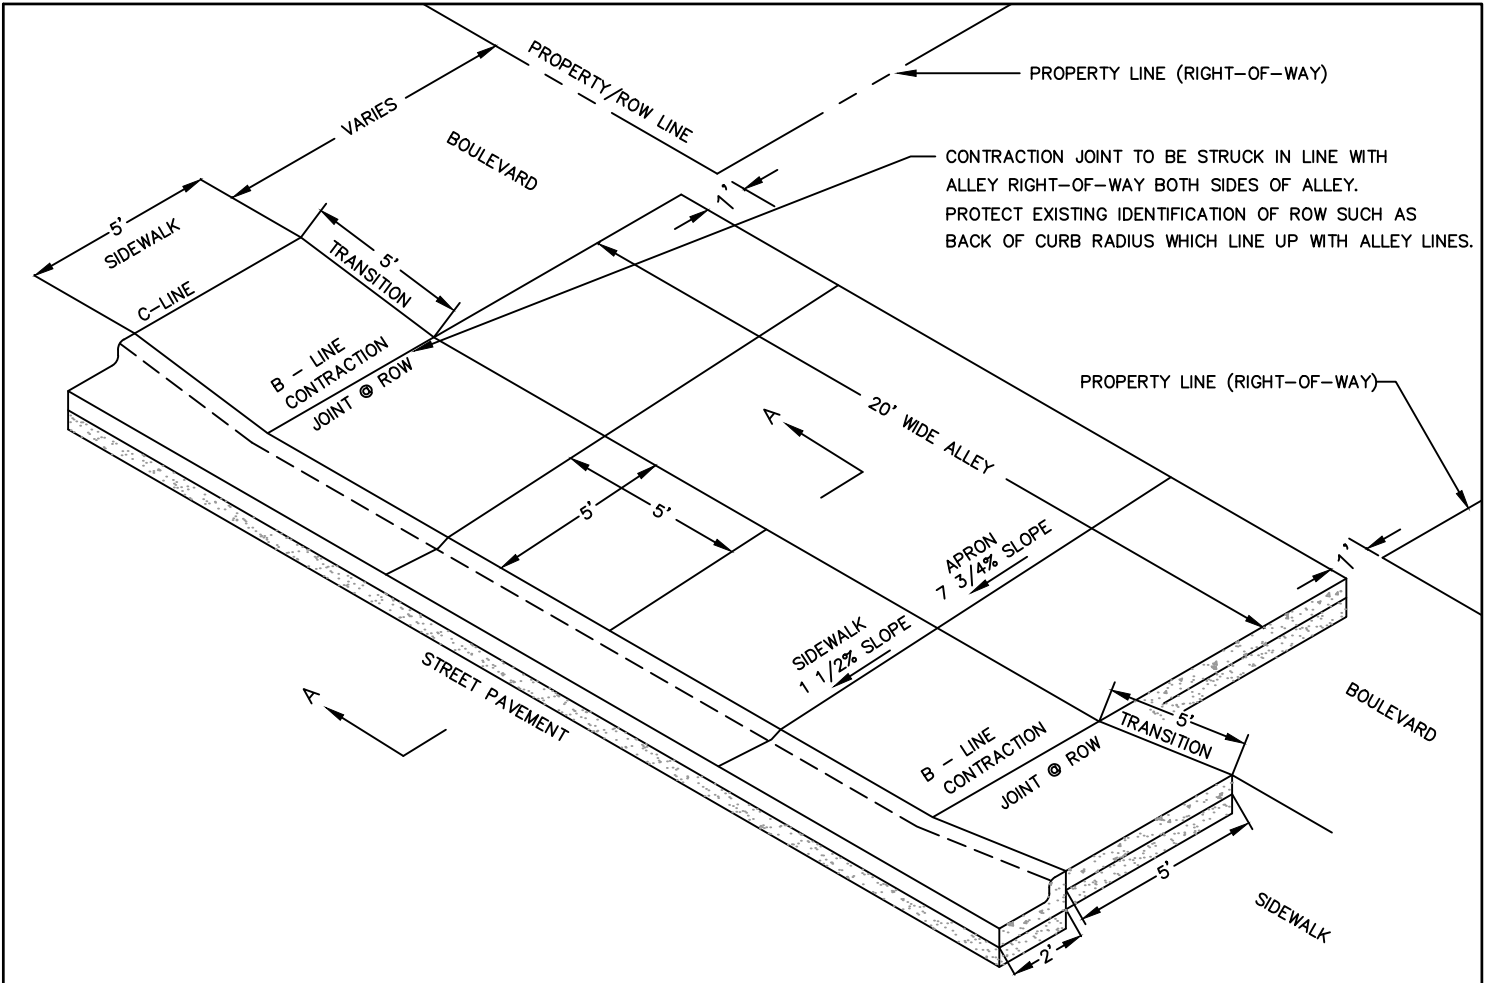 PROPERTY/ROW LINE
PROPERTY LINE (RIGHT-OF-WAY)
VARIES
BOULEVARD
CONTRACTION JOINT TO BE STRUCK IN LINE WITH
ALLEY RIGHT-OF-WAY BOTH SIDES OF ALLEY.
PROTECT EXISTING IDENTIFICATION OF ROW SUCH AS
BACK OF CURB RADIUS WHICH LINE UP WITH ALLEY LINES.
1'
5'
SIDEWALK
5'
TRANSITION
C-LINE
B - LINE
CONTRACTION
JOINT @ ROW
PROPERTY LINE (RIGHT-OF-WAY)
A
20' WIDE ALLEY
5'
5'
APRON
7 3/4% SLOPE
1'
SIDEWALK
1 1/2% SLOPE
STREET PAVEMENT
A
BOULEVARD
5'
TRANSITION
B - LINE
CONTRACTION
JOINT @ ROW
5'
SIDEWALK
2'